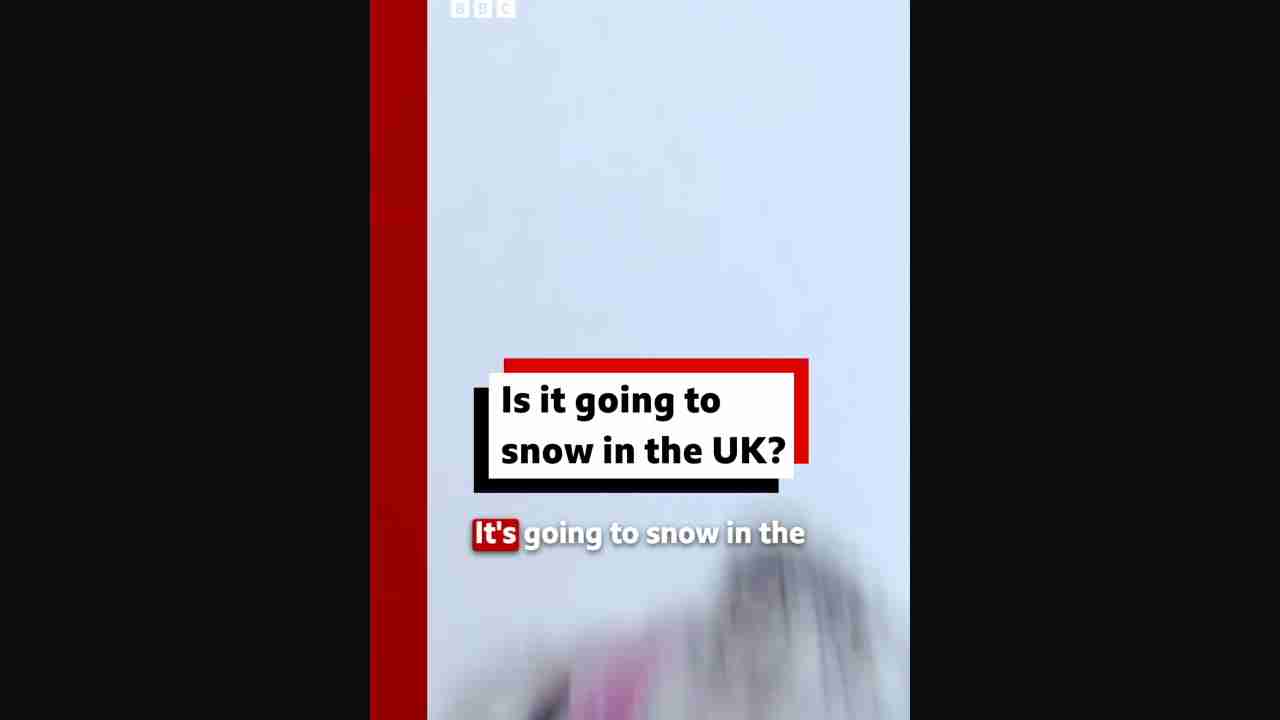 BBC
Is it going to
snow in the UK?
It's going to snow in the